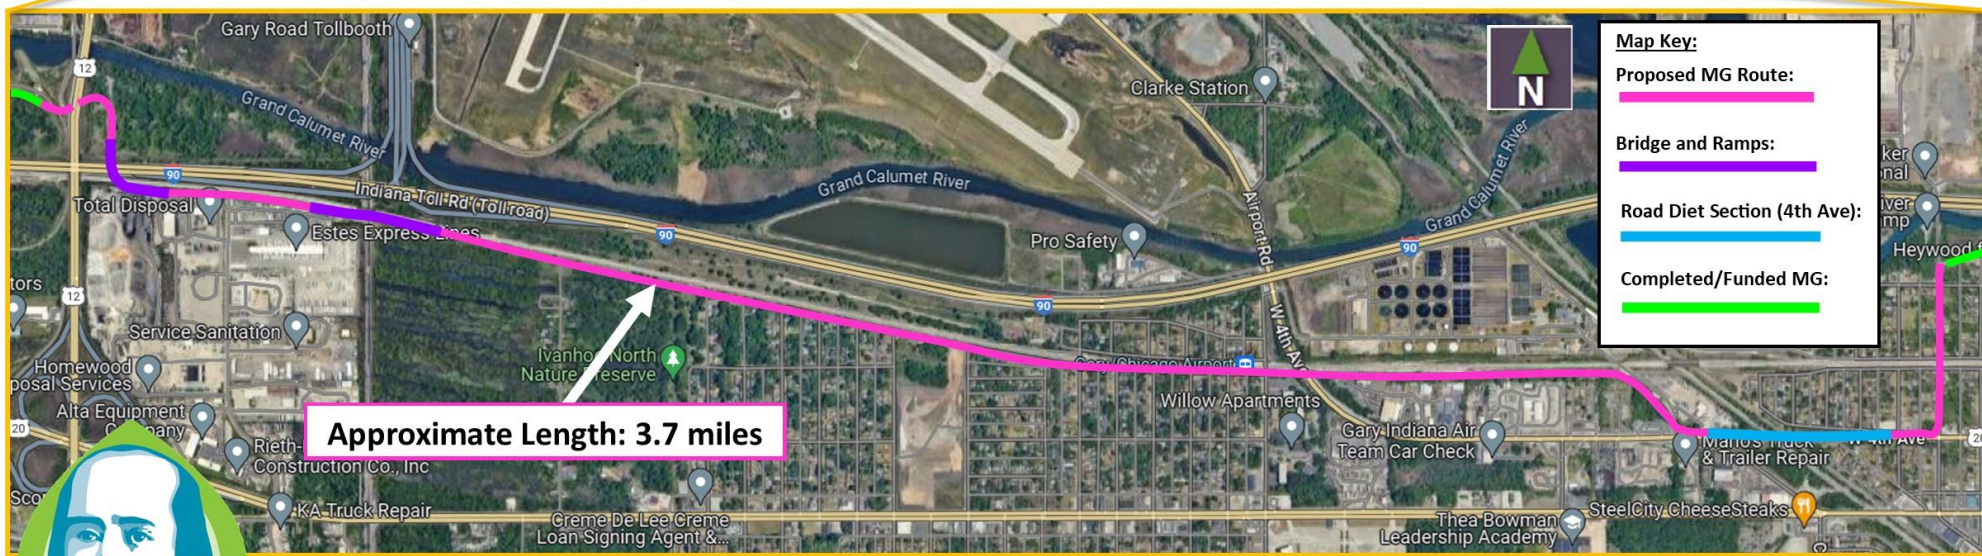 Gary Road Tollbooth
12
Grand Calumet River
90
Indiana Toll Rd (Toll road)
Total Disposal
Estes Express Lines
90
Grand Calumet River
Pro Safety
Clarke Station
Airport Rd
Grand Calumet River
90
90
N
Map Key:
Proposed MG Route:
Bridge and Ramps:
Road Diet Section (4th Ave):
Completed/Funded MG:
Heywood
12
Service Sanitation
Homewood
posal Services
Alta Equipment
20
Construction Co., Inc
KA Truck Repair
Ivanhoe North
Nature Preserve
Approximate Length: 3.7 miles
Gary/Chicago Airport
W 4th Ave
Willow Apartments
Gary Indiana Air
Team Car Check
Mario's Truck
& Trailer Repair
W 4th Ave
20
Creme De Lee Creme
Loan Signing Agent &...
Thea Bowman
Leadership Academy
SteelCity CheeseSteaks